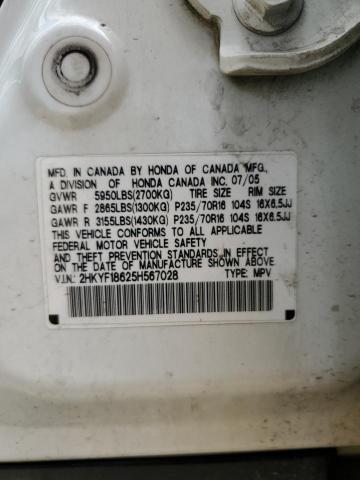 MFD. IN CANADA BY HONDA OF CANADA MFG.,
A DIVISION OF HONDA CANADA INC. 07/05
GVWR 5950LBS(2700KG) TIRE SIZE RIM SIZE
GAWR F 2865LBS(1300KG) P235/70R16 104S 16X6.5JJ
GAWR R 3155LBS(1430KG) P235/70R16 104S 16X6.5JJ
THIS VEHICLE CONFORMS TO ALL APPLICABLE
FEDERAL MOTOR VEHICLE SAFETY
AND THEFT PREVENTION STANDARDS IN EFFECT ON
THE DATE OF MANUFACTURE SHOWN ABOVE.
V.I.N.: 2HKYF18625H567028 TYPE: MPV